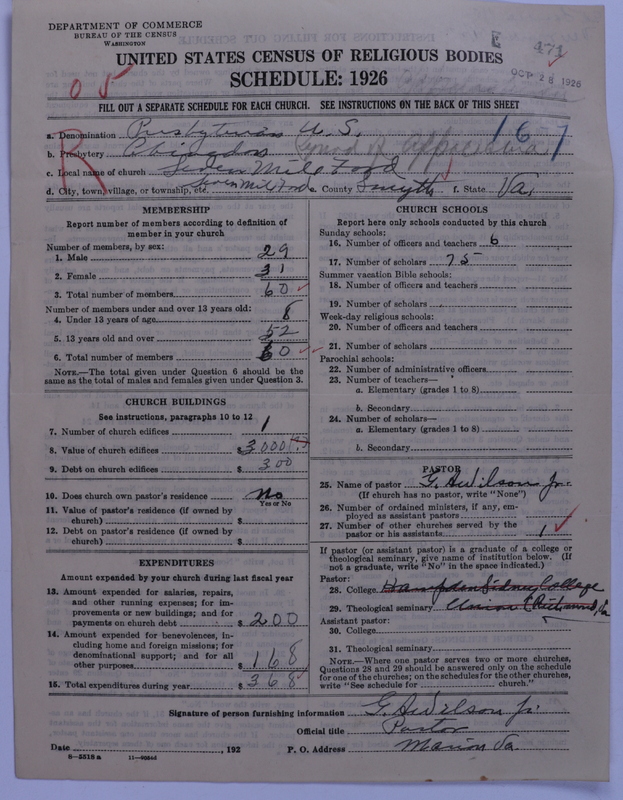 DEPARTMENT OF COMMERCE
BUREAU OF THE CENSUS
WASHINGTON
E
471
OCT 28 1926
UNITED STATES CENSUS OF RELIGIOUS BODIES
SCHEDULE: 1926
05
FILL OUT A SEPARATE SCHEDULE FOR EACH CHURCH. SEE INSTRUCTIONS ON THE BACK OF THIS SHEET
R
a. Denomination Presbyterian U.S. 167
b. Presbytery Abingdon Synod of Appalachia
c. Local name of church Seven Mile Ford
d. City, town, village, or township, etc. Seven Mile Ford e. County Smyth f. State Va.
MEMBERSHIP
Report number of members according to definition of member in your church
Number of members, by sex:
1. Male 29
2. Female 31
3. Total number of members 60
Number of members under and over 13 years old:
4. Under 13 years of age 8
5. 13 years old and over 52
6. Total number of members 60
NOTE.—The total given under Question 6 should be the same as the total of males and females given under Question 3.
CHURCH BUILDINGS
See instructions, paragraphs 10 to 12
7. Number of church edifices 1
8. Value of church edifices $ 3000
9. Debt on church edifices $ 300
10. Does church own pastor's residence No
Yes or No
11. Value of pastor's residence (if owned by
church) $
12. Debt on pastor's residence (if owned by
church) $
EXPENDITURES
Amount expended by your church during last fiscal year
13. Amount expended for salaries, repairs,
and other running expenses; for im-
provements or new buildings; and for
payments on church debt $ 200
14. Amount expended for benevolences, in-
cluding home and foreign missions; for
denominational support; and for all
other purposes $ 168
15. Total expenditures during year $ 368
CHURCH SCHOOLS
Report here only schools conducted by this church
Sunday schools:
16. Number of officers and teachers 6
17. Number of scholars 75
Summer vacation Bible schools:
18. Number of officers and teachers
19. Number of scholars
Week-day religious schools:
20. Number of officers and teachers
21. Number of scholars
Parochial schools:
22. Number of administrative officers
23. Number of teachers—
a. Elementary (grades 1 to 8)
b. Secondary
24. Number of scholars—
a. Elementary (grades 1 to 8)
b. Secondary
PASTOR
25. Name of pastor G. A. Wilson Jr.
(If church has no pastor, write "None")
26. Number of ordained ministers, if any, em-
ployed as assistant pastors
27. Number of other churches served by the
pastor or his assistants 1
If pastor (or assistant pastor) is a graduate of a college or
theological seminary, give name of institution below. (If
not a graduate, write "No" in the space indicated.)
Pastor:
28. College Hampden Sidney College
29. Theological seminary Union (Richmond, Va
Assistant pastor:
30. College
31. Theological seminary
NOTE.—Where one pastor serves two or more churches,
Questions 28 and 29 should be answered only on the schedule
for one of the churches; on the schedules for the other churches,
write "See schedule for church."
Signature of person furnishing information G. A. Wilson Jr.
Official title Pastor
Date , 192 P. O. Address Marion Va.
8-5518 a